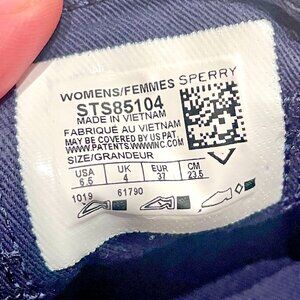 WOMENS/FEMMES SPERRY
STS85104
MADE IN VIETNAM
FABRIQUE AU VIETNAM
MAY BE COVERED BY US PAT.
WWW.PATENTS.WWWINC.COM
SIZE/GRANDEUR
USA UK EUR CM
6.5 4 37 23.5
1019 61790